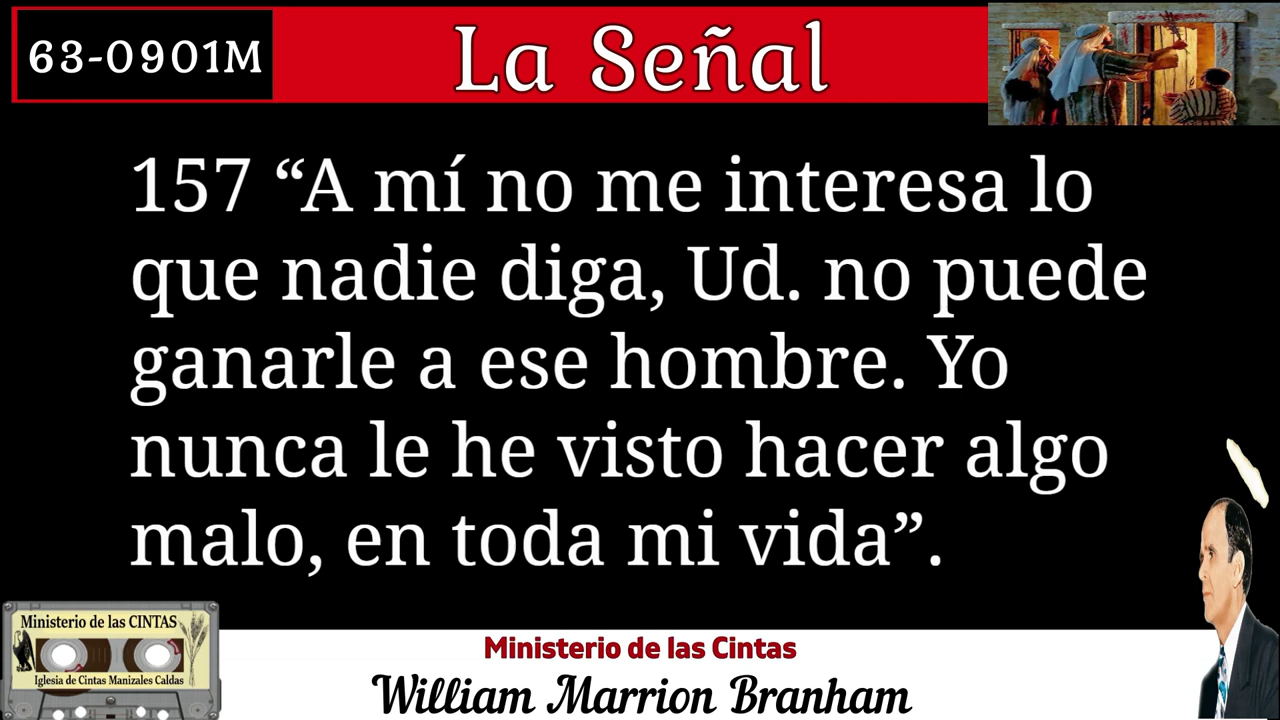 63-0901M
La Señal
157 “A mí no me interesa lo
que nadie diga, Ud. no puede
ganarle a ese hombre. Yo
nunca le he visto hacer algo
malo, en toda mi vida”.
Ministerio de las CINTAS
Iglesia de Cintas Manizales Caldas
Ministerio de las Cintas
William Marrion Branham